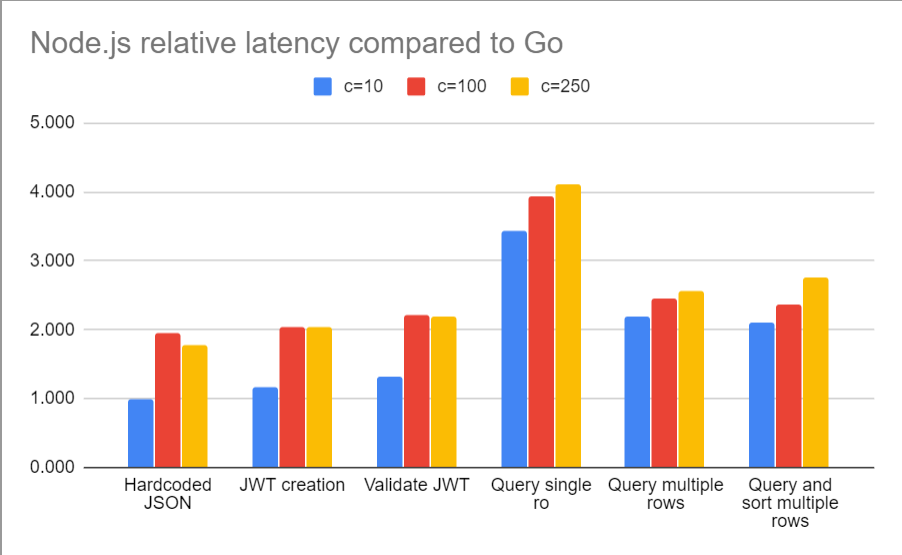 Node.js relative latency compared to Go
c=10 c=100 c=250
5.000
4.000
3.000
2.000
1.000
0.000
Hardcoded
JSON
JWT creation
Validate JWT
Query single
ro
Query multiple
rows
Query and
sort multiple
rows